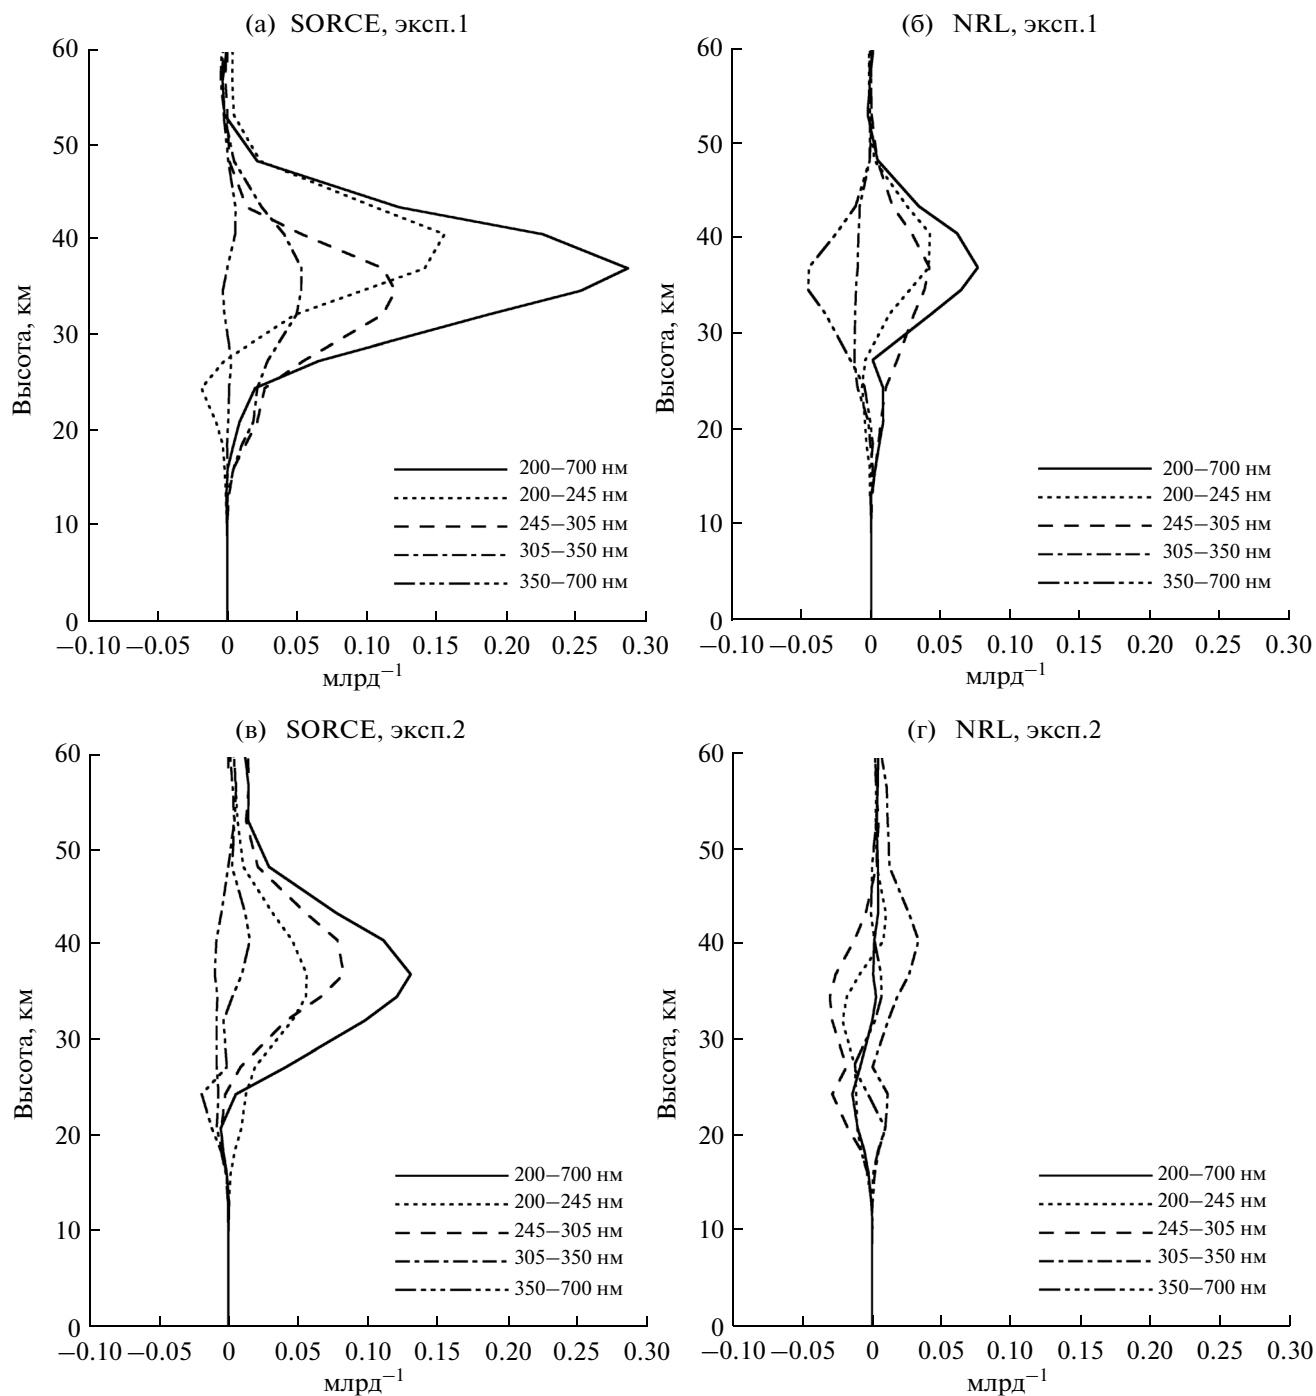 (а) SORCE, эксп.1
60
50
40
30
20
10
0
Высота, км
200–700 нм
200–245 нм
245–305 нм
305–350 нм
350–700 нм
−0.10 −0.05 0 0.05 0.10 0.15 0.20 0.25 0.30
млрд⁻¹
(б) NRL, эксп.1
60
50
40
30
20
10
0
Высота, км
200–700 нм
200–245 нм
245–305 нм
305–350 нм
350–700 нм
−0.10 −0.05 0 0.05 0.10 0.15 0.20 0.25 0.30
млрд⁻¹
(в) SORCE, эксп.2
60
50
40
30
20
10
0
Высота, км
200–700 нм
200–245 нм
245–305 нм
305–350 нм
350–700 нм
−0.10 −0.05 0 0.05 0.10 0.15 0.20 0.25 0.30
млрд⁻¹
(г) NRL, эксп.2
60
50
40
30
20
10
0
Высота, км
200–700 нм
200–245 нм
245–305 нм
305–350 нм
350–700 нм
−0.10 −0.05 0 0.05 0.10 0.15 0.20 0.25 0.30
млрд⁻¹